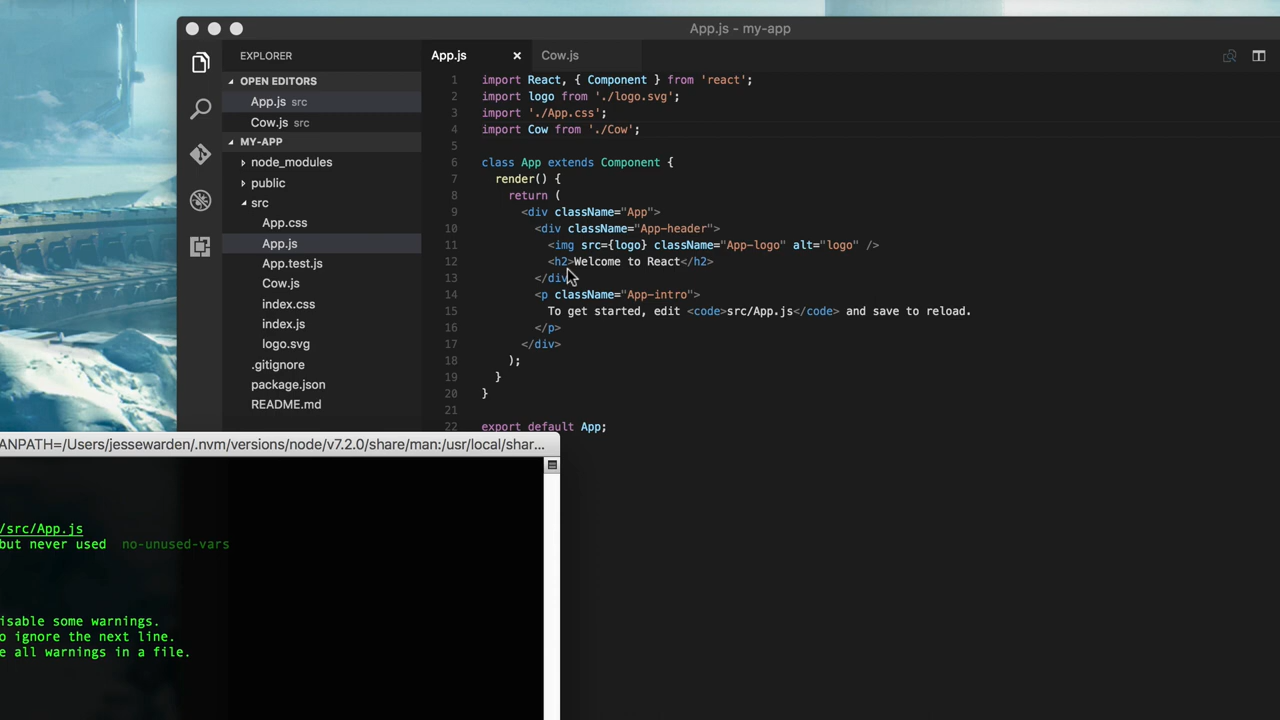 App.js - my-app
EXPLORER
OPEN EDITORS
App.js src
Cow.js src
MY-APP
node_modules
public
src
App.css
App.js
App.test.js
Cow.js
index.css
index.js
logo.svg
.gitignore
package.json
README.md
App.js × Cow.js
1 import React, { Component } from 'react';
2 import logo from './logo.svg';
3 import './App.css';
4 import Cow from './Cow';
5
6 class App extends Component {
7 render() {
8 return (
9 <div className="App">
10 <div className="App-header">
11 <img src={logo} className="App-logo" alt="logo" />
12 <h2>Welcome to React</h2>
13 </div>
14 <p className="App-intro">
15 To get started, edit <code>src/App.js</code> and save to reload.
16 </p>
17 </div>
18 );
19 }
20 }
21
22 export default App;
ANPATH=/Users/jessewarden/.nvm/versions/node/v7.2.0/share/man:/usr/local/shar...
/src/App.js
but never used no-unused-vars
isable some warnings.
o ignore the next line.
e all warnings in a file.